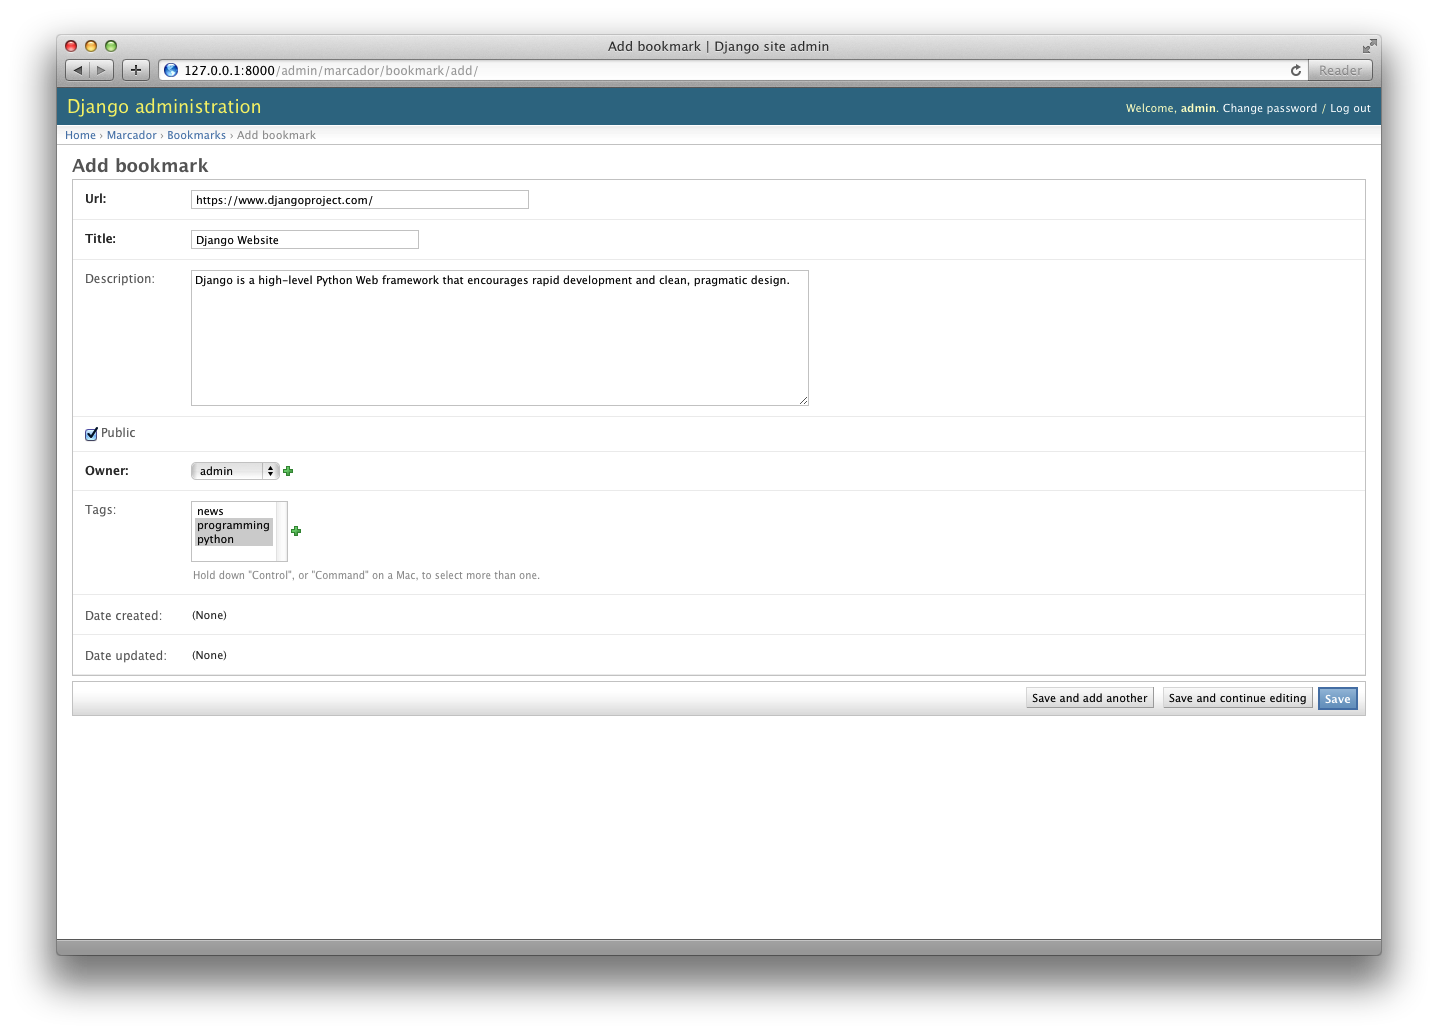 Add bookmark | Django site admin
127.0.0.1:8000/admin/marcador/bookmark/add/
Reader
Django administration
Welcome, admin. Change password / Log out
Home › Marcador › Bookmarks › Add bookmark
Add bookmark
Url: https://www.djangoproject.com/
Title: Django Website
Description: Django is a high-level Python Web framework that encourages rapid development and clean, pragmatic design.
Public
Owner: admin
Tags: news
programming
python
Hold down "Control", or "Command" on a Mac, to select more than one.
Date created: (None)
Date updated: (None)
Save and add another Save and continue editing Save